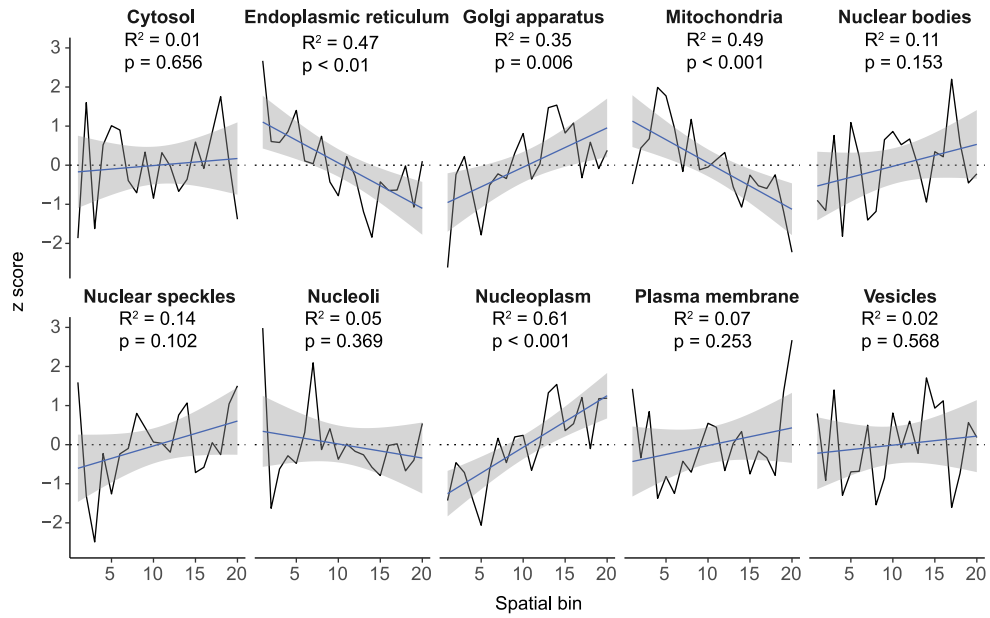 Cytosol
R² = 0.01
p = 0.656
Endoplasmic reticulum
R² = 0.47
p < 0.01
Golgi apparatus
R² = 0.35
p = 0.006
Mitochondria
R² = 0.49
p < 0.001
Nuclear bodies
R² = 0.11
p = 0.153
3
2
1
0
−1
−2
z score
Nuclear speckles
R² = 0.14
p = 0.102
Nucleoli
R² = 0.05
p = 0.369
Nucleoplasm
R² = 0.61
p < 0.001
Plasma membrane
R² = 0.07
p = 0.253
Vesicles
R² = 0.02
p = 0.568
3
2
1
0
−1
−2
5 10 15 20 5 10 15 20 5 10 15 20 5 10 15 20 5 10 15 20
Spatial bin